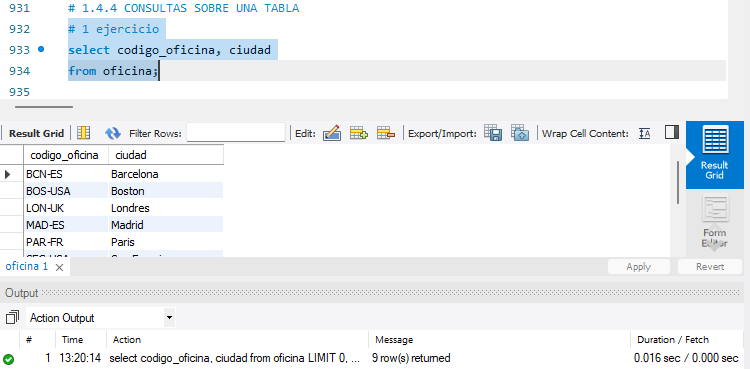 931 # 1.4.4 CONSULTAS SOBRE UNA TABLA
932 # 1 ejercicio
933 select codigo_oficina, ciudad
934 from oficina;
935
Result Grid Filter Rows: Edit: Export/Import: Wrap Cell Content:
codigo_oficina ciudad
BCN-ES Barcelona
BOS-USA Boston
LON-UK Londres
MAD-ES Madrid
PAR-FR Paris
Result Grid
Form Editor
oficina 1 Apply Revert
Output
Action Output
# Time Action Message Duration / Fetch
1 13:20:14 select codigo_oficina, ciudad from oficina LIMIT 0, ... 9 row(s) returned 0.016 sec / 0.000 sec